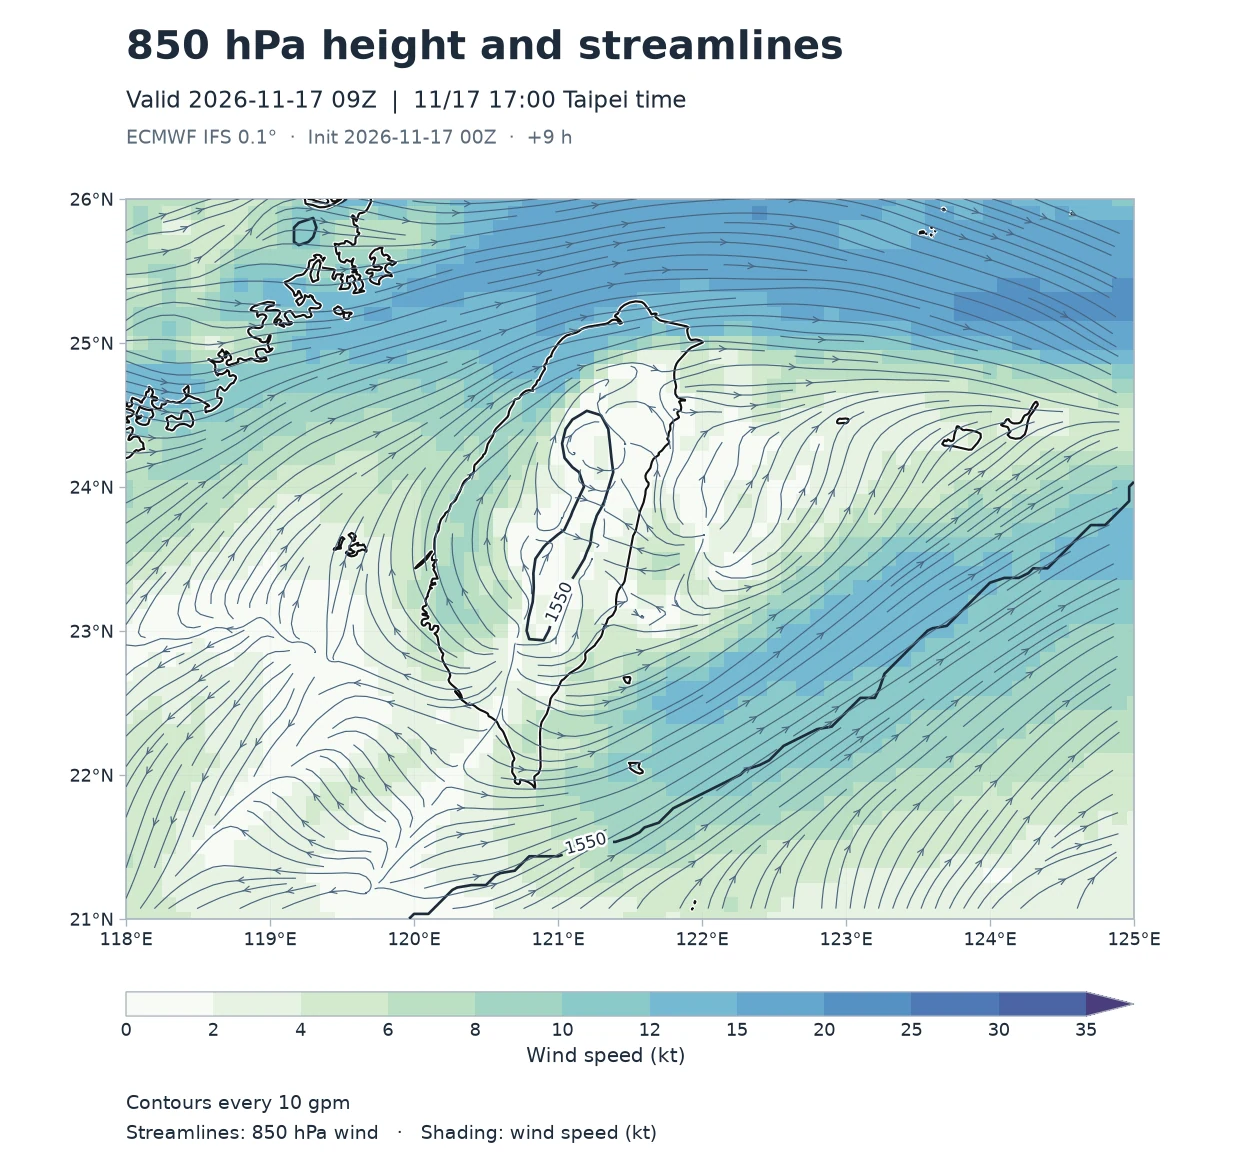 850 hPa height and streamlines
Valid 2026-11-17 09Z | 11/17 17:00 Taipei time
ECMWF IFS 0.1° · Init 2026-11-17 00Z · +9 h
26°N
25°N
24°N
23°N
22°N
21°N
1550
1550
118°E 119°E 120°E 121°E 122°E 123°E 124°E 125°E
0 2 4 6 8 10 12 15 20 25 30 35
Wind speed (kt)
Contours every 10 gpm
Streamlines: 850 hPa wind · Shading: wind speed (kt)